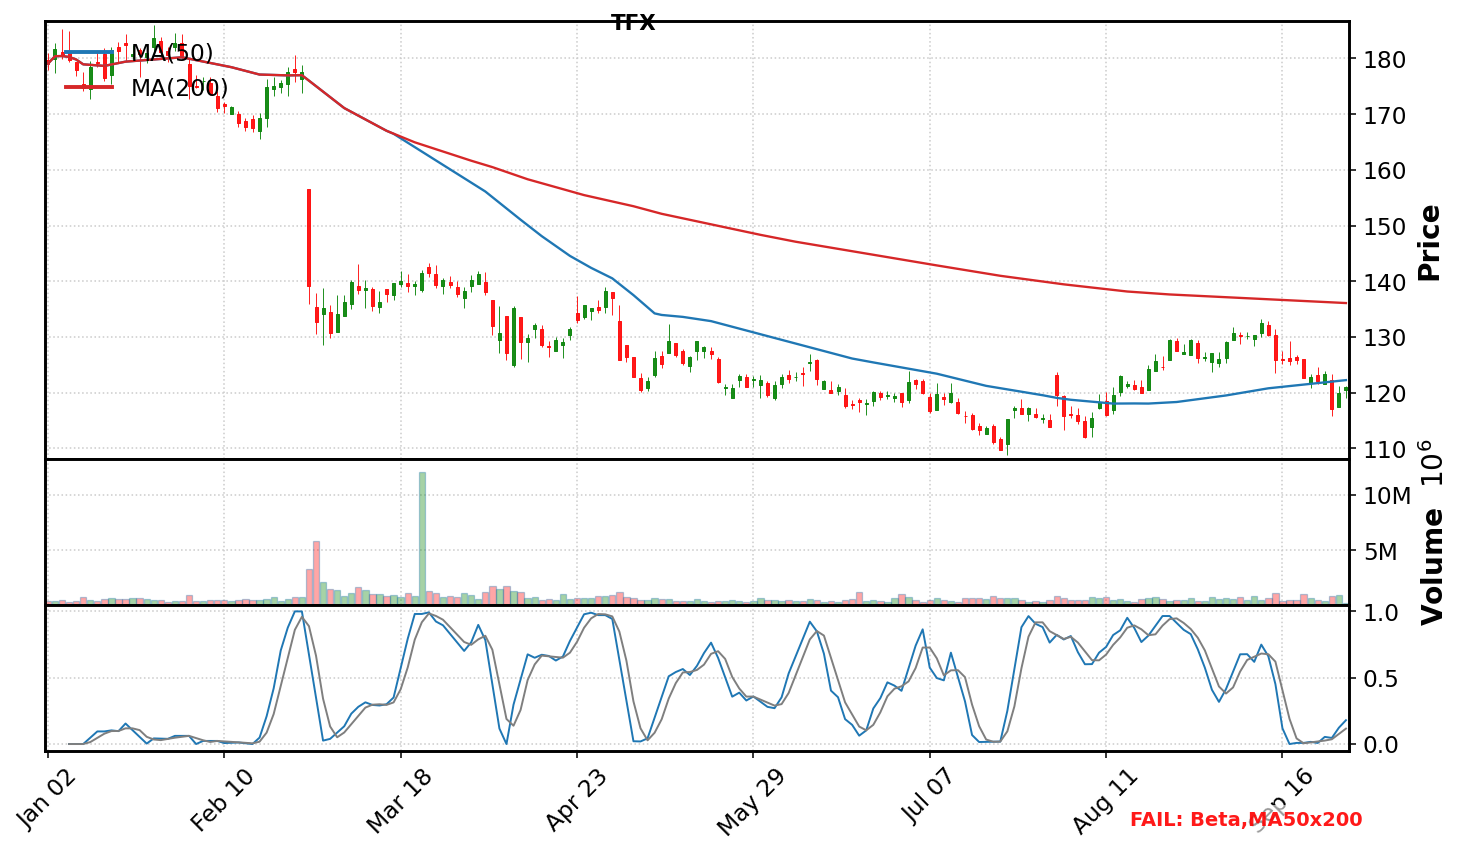 TFX
MA(50)
MA(200)
180
170
160
150
140
130
120
110
Price
10M
5M
Volume 10^6
1.0
0.5
0.0
Jan 02
Feb 10
Mar 18
Apr 23
May 29
Jul 07
Aug 11
Sep 16
FAIL: Beta,MA50x200